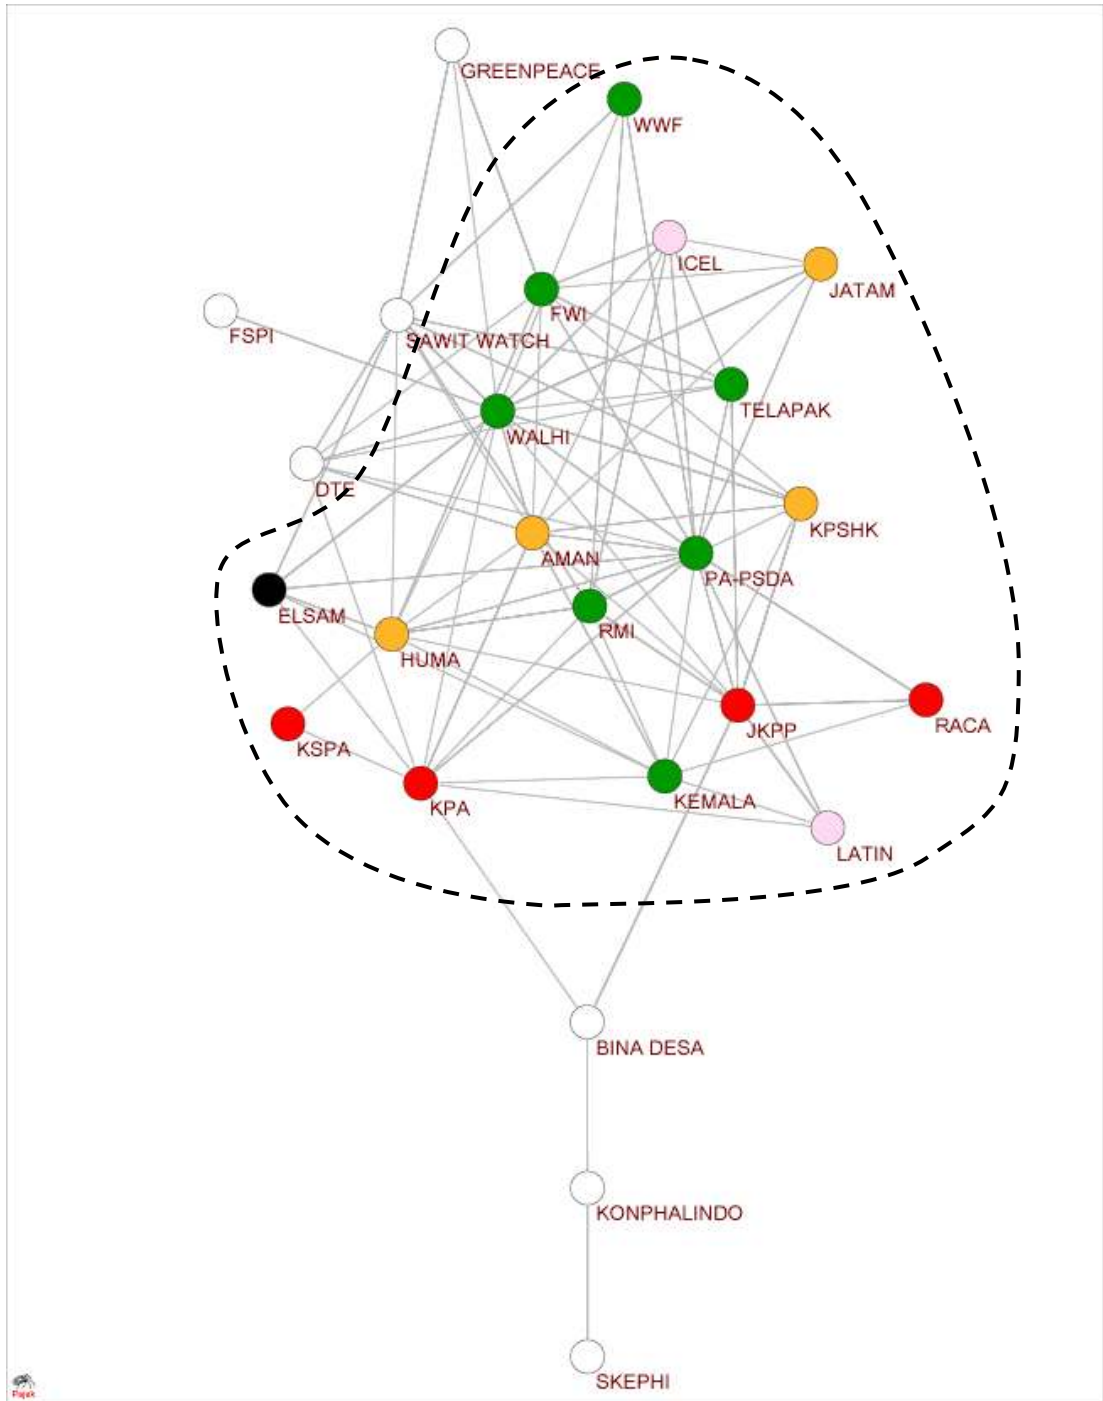 GREENPEACE
WWF
ICEL
JATAM
FWI
FSPI
SAWIT WATCH
TELAPAK
WALHI
DTE
KPSHK
AMAN
PA-PSDA
ELSAM
RMI
HUMA
RACA
JKPP
KSPA
KEMALA
KPA
LATIN
BINA DESA
KONPHALINDO
SKEPHI
Pajek